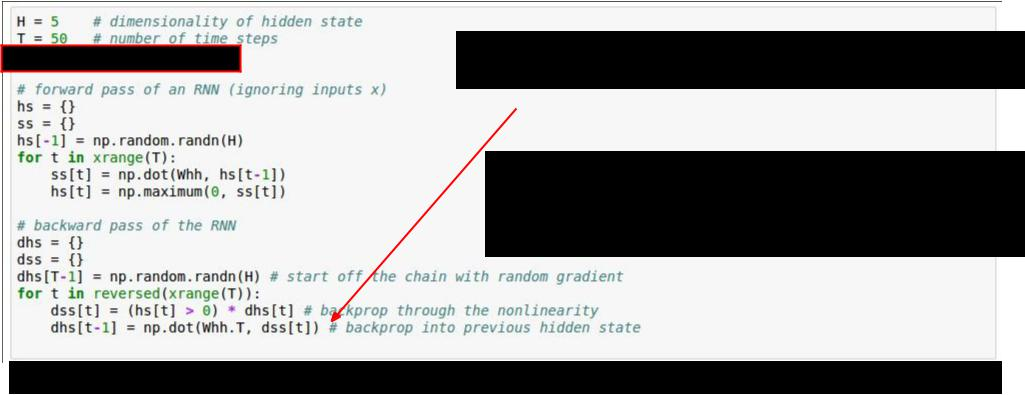 H = 5    # dimensionality of hidden state
T = 50   # number of time steps
# forward pass of an RNN (ignoring inputs x)
hs = {}
ss = {}
hs[-1] = np.random.randn(H)
for t in xrange(T):
    ss[t] = np.dot(Whh, hs[t-1])
    hs[t] = np.maximum(0, ss[t])
# backward pass of the RNN
dhs = {}
dss = {}
dhs[T-1] = np.random.randn(H) # start off the chain with random gradient
for t in reversed(xrange(T)):
    dss[t] = (hs[t] > 0) * dhs[t] # backprop through the nonlinearity
    dhs[t-1] = np.dot(Whh.T, dss[t]) # backprop into previous hidden state